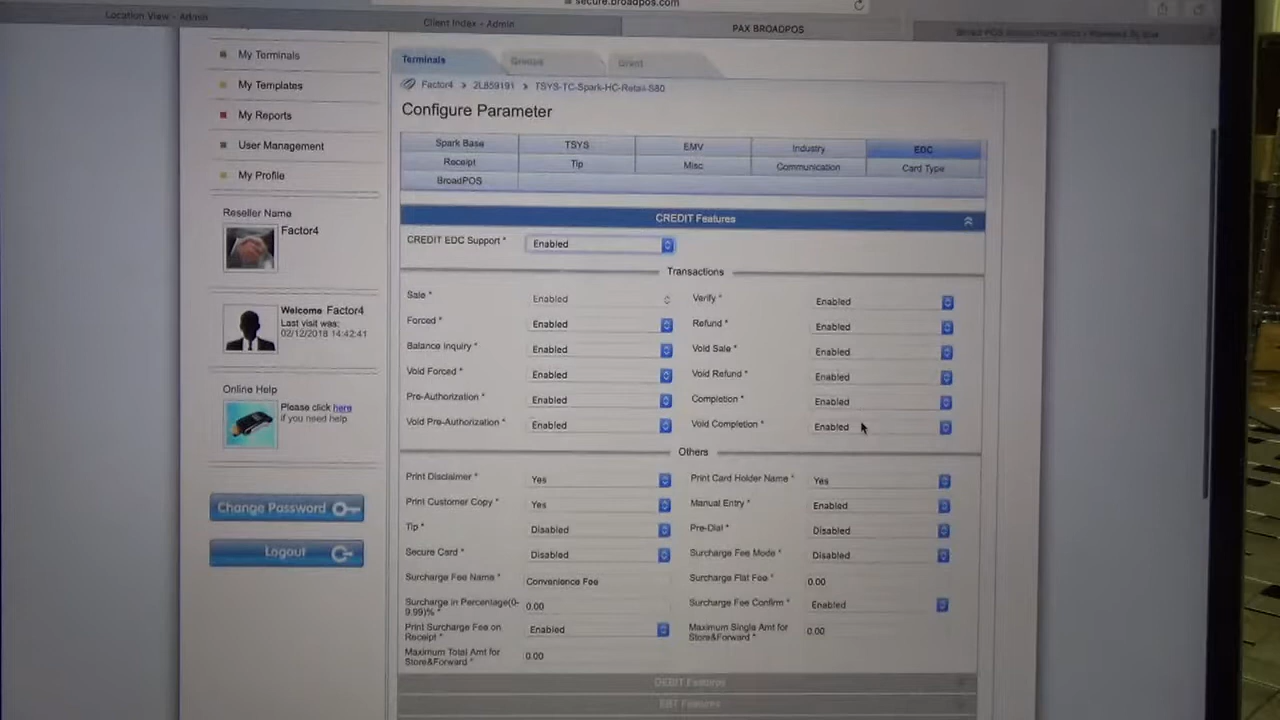 secure.broadpos.com
Location View - Admin
Client Index - Admin
PAX BROADPOS
My Terminals
My Templates
My Reports
User Management
My Profile
Reseller Name
Factor4
Welcome Factor4
Last visit was:
02/12/2018 14:42:41
Online Help
Please click here
if you need help
Change Password
Logout
Terminals
Groups
Factor4 > 2L859191 > TSYS-TC-Spark-HC-Retail-S80
Configure Parameter
Spark Base TSYS EMV Industry EDC
Receipt Tip Misc Communication Card Type
BroadPOS
CREDIT Features
CREDIT EDC Support * Enabled
Transactions
Sale * Enabled Verify * Enabled
Forced * Enabled Refund * Enabled
Balance Inquiry * Enabled Void Sale * Enabled
Void Forced * Enabled Void Refund * Enabled
Pre-Authorization * Enabled Completion * Enabled
Void Pre-Authorization * Enabled Void Completion * Enabled
Others
Print Disclaimer * Yes Print Card Holder Name * Yes
Print Customer Copy * Yes Manual Entry * Enabled
Tip * Disabled Pre-Dial * Disabled
Secure Card * Disabled Surcharge Fee Mode * Disabled
Surcharge Fee Name * Convenience Fee Surcharge Flat Fee * 0.00
Surcharge in Percentage(0-
9.99)% * 0.00 Surcharge Fee Confirm * Enabled
Print Surcharge Fee on
Receipt * Enabled Maximum Single Amt for
Store&Forward * 0.00
Maximum Total Amt for
Store&Forward * 0.00
DEBIT Features
EBT Features